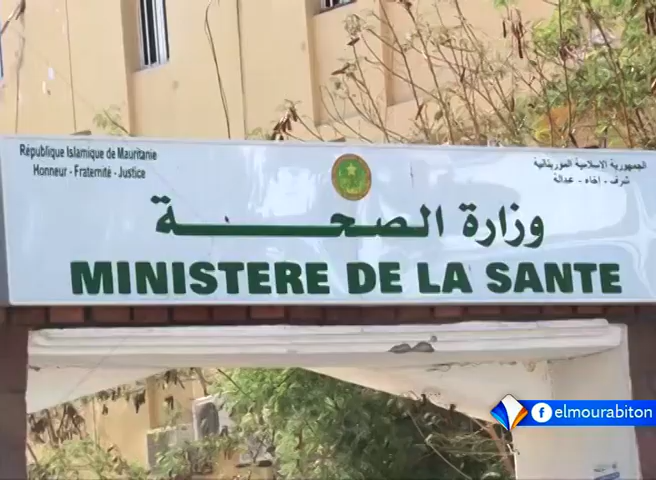 République Islamique de Mauritanie
Honneur - Fraternité - Justice
الجمهورية الاسلامية الموريتانية
شرف - إخاء - عدالة
وزارة الصحة
MINISTERE DE LA SANTE
elmourabiton